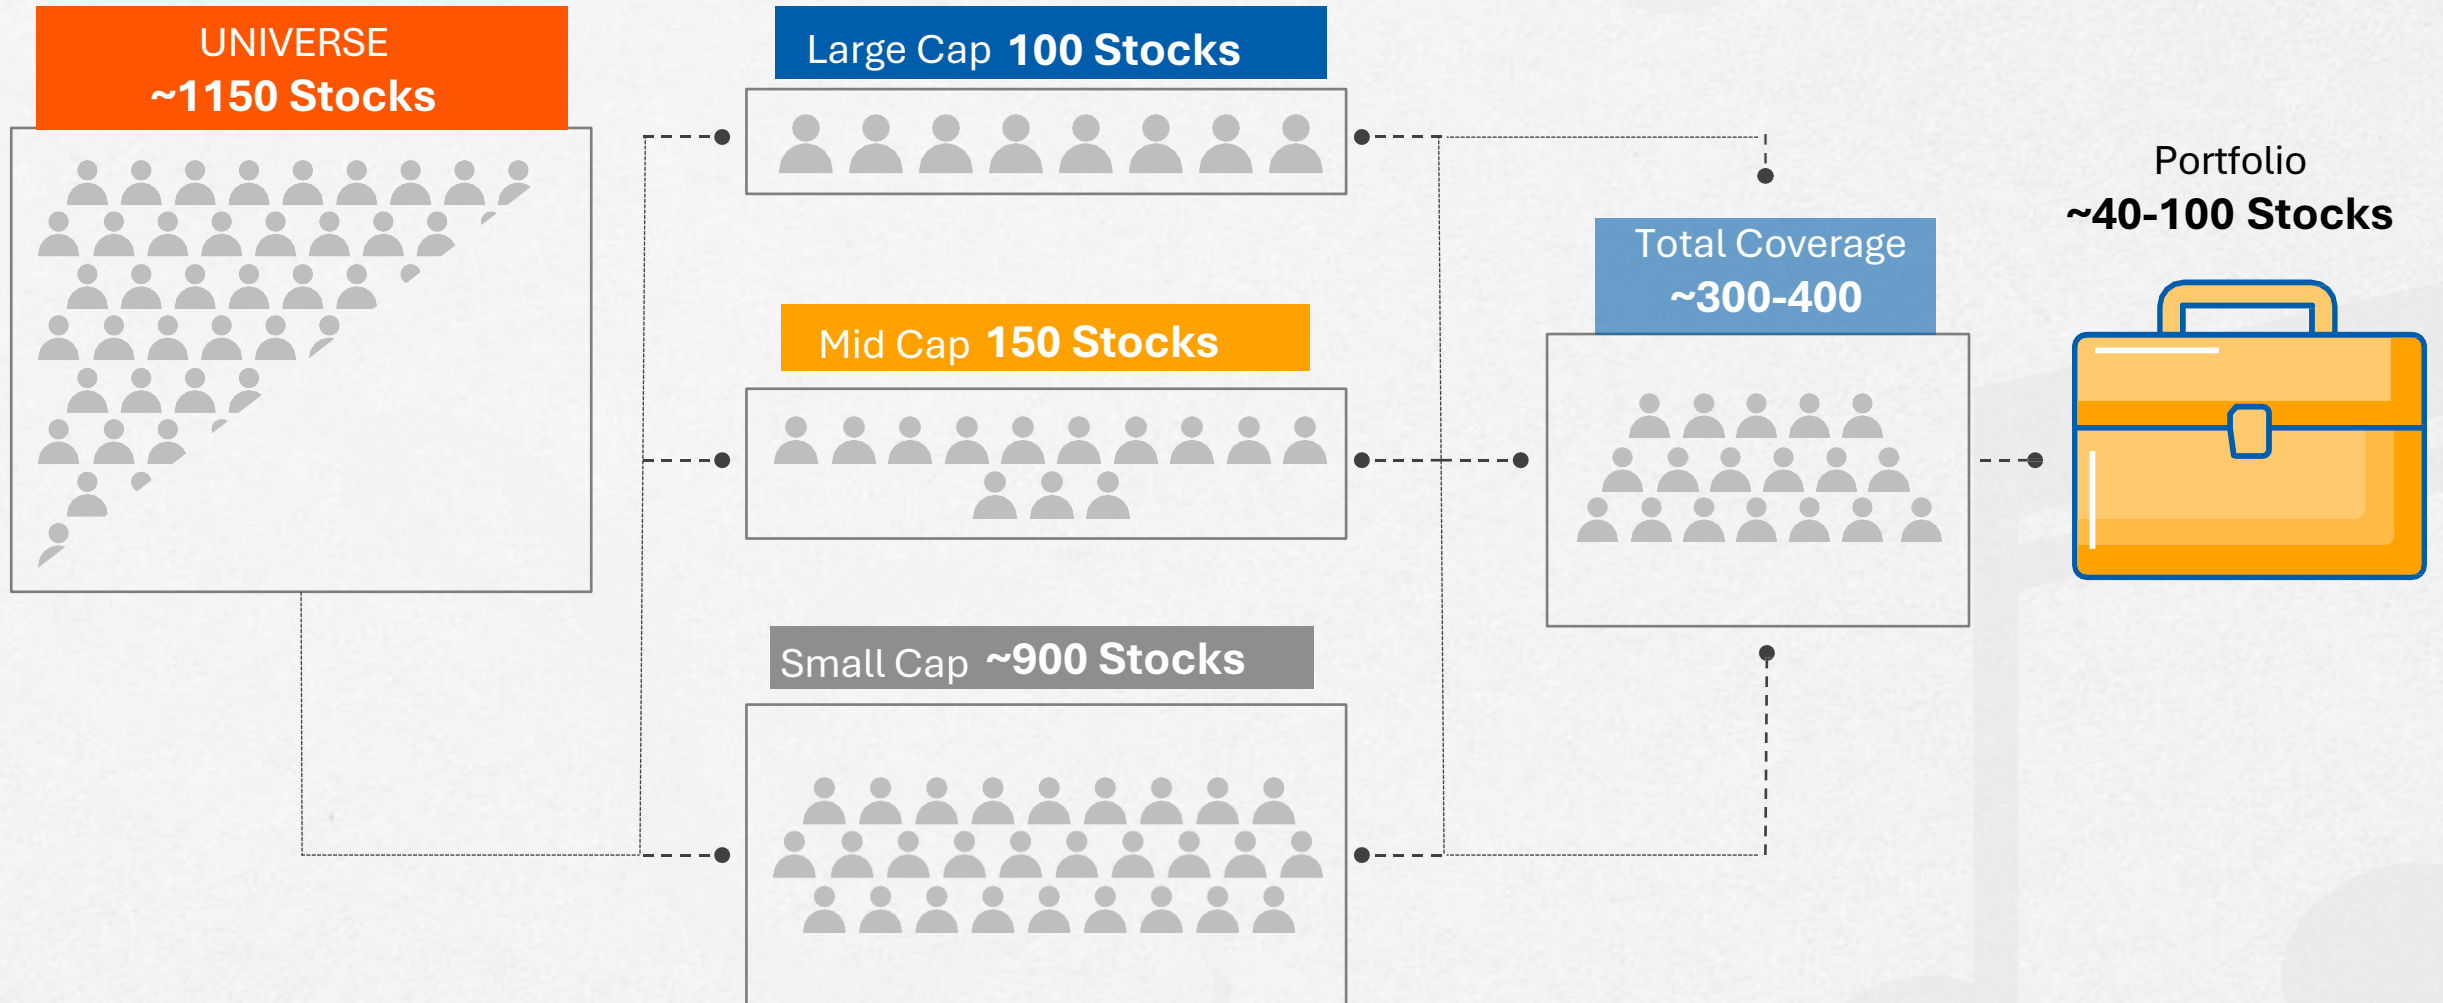 UNIVERSE
~1150 Stocks
Large Cap 100 Stocks
Mid Cap 150 Stocks
Small Cap ~900 Stocks
Total Coverage
~300-400
Portfolio
~40-100 Stocks